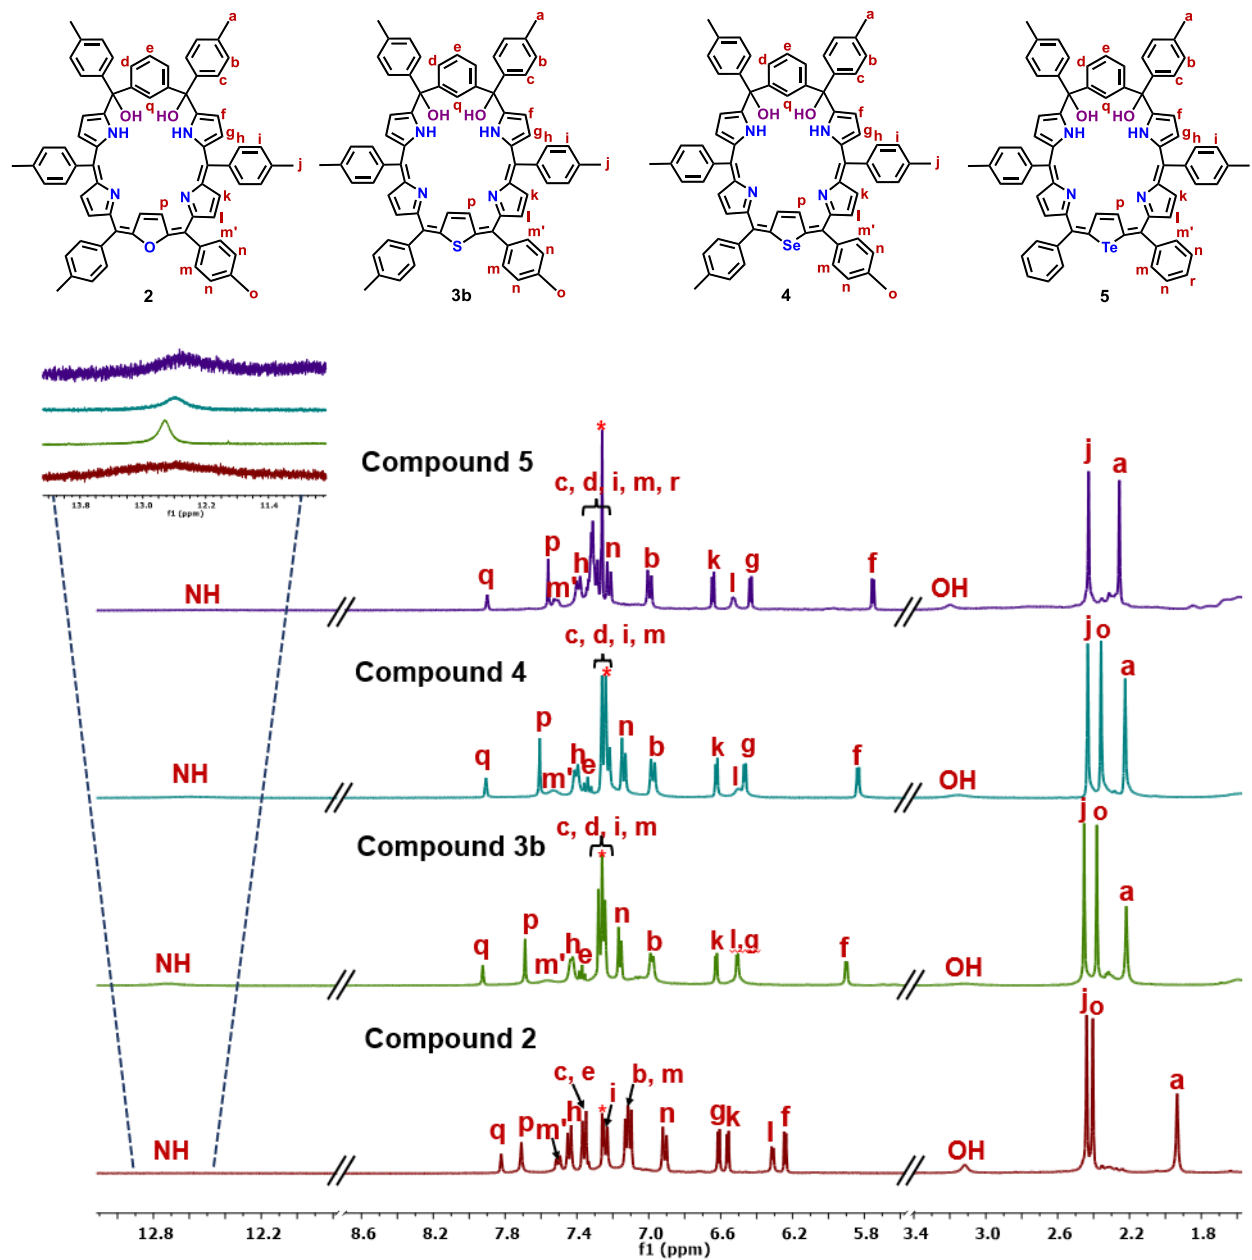 a
e
d
b
c
q
OH
HO
f
NH
HN
g
h
i
j
N
N
k
p
l
O
m'
n
m
n
o
2
a
e
d
b
c
q
OH
HO
f
NH
HN
g
h
i
j
N
N
k
p
l
S
m'
n
m
n
o
3b
a
e
d
b
c
q
OH
HO
f
NH
HN
g
h
i
j
N
N
k
p
l
Se
m'
n
m
n
o
4
a
e
d
b
c
q
OH
HO
f
NH
HN
g
h
i
j
N
N
k
p
l
Te
m'
n
m
r
n
5
13.8 13.0 12.2 11.4
f1 (ppm)
Compound 5
*
c, d, i, m, r
j
a
NH
q
p
m'
h
n
b
k
l
g
f
OH
Compound 4
c, d, i, m
*
j
o
a
NH
q
p
m'
h
e
n
b
k
l
g
f
OH
Compound 3b
c, d, i, m
*
j
o
a
NH
q
p
m'
h
e
n
b
k
l,g
f
OH
Compound 2
c, e
i
b, m
*
j
o
a
NH
q
p
m'
h
n
g
k
l
f
OH
12.8 12.2 8.6 8.2 7.8 7.4 7.0 6.6 6.2 5.8 3.4 3.0 2.6 2.2 1.8
f1 (ppm)